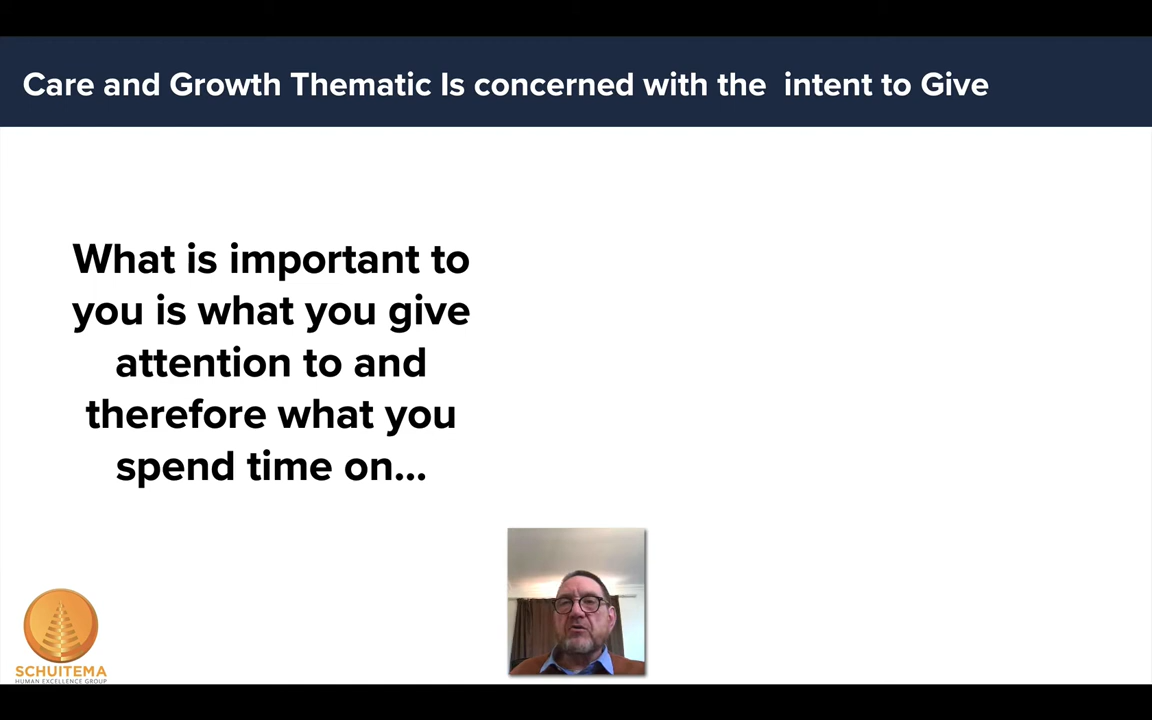 Care and Growth Thematic Is concerned with the  intent to Give
What is important to
you is what you give
attention to and
therefore what you
spend time on...
SCHUITEMA
HUMAN EXCELLENCE GROUP